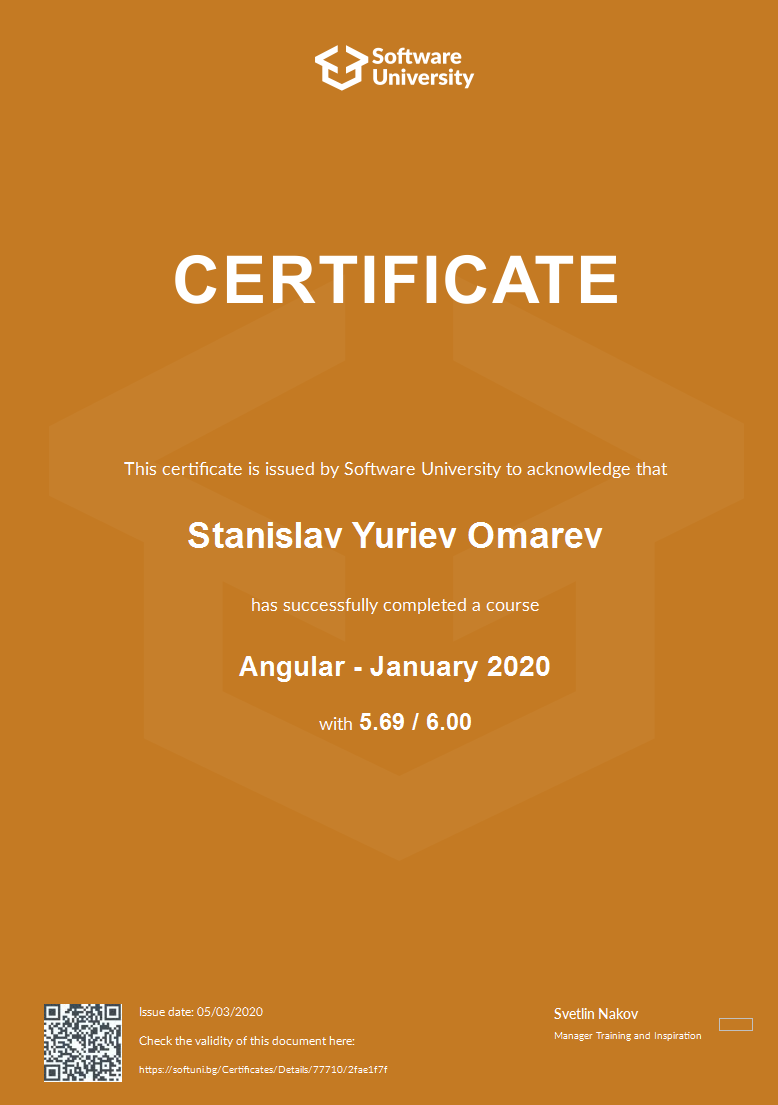 Software
University
CERTIFICATE
This certificate is issued by Software University to acknowledge that
Stanislav Yuriev Omarev
has successfully completed a course
Angular - January 2020
with 5.69 / 6.00
Issue date: 05/03/2020
Check the validity of this document here:
https://softuni.bg/Certificates/Details/77710/2fae1f7f
Svetlin Nakov
Manager Training and Inspiration